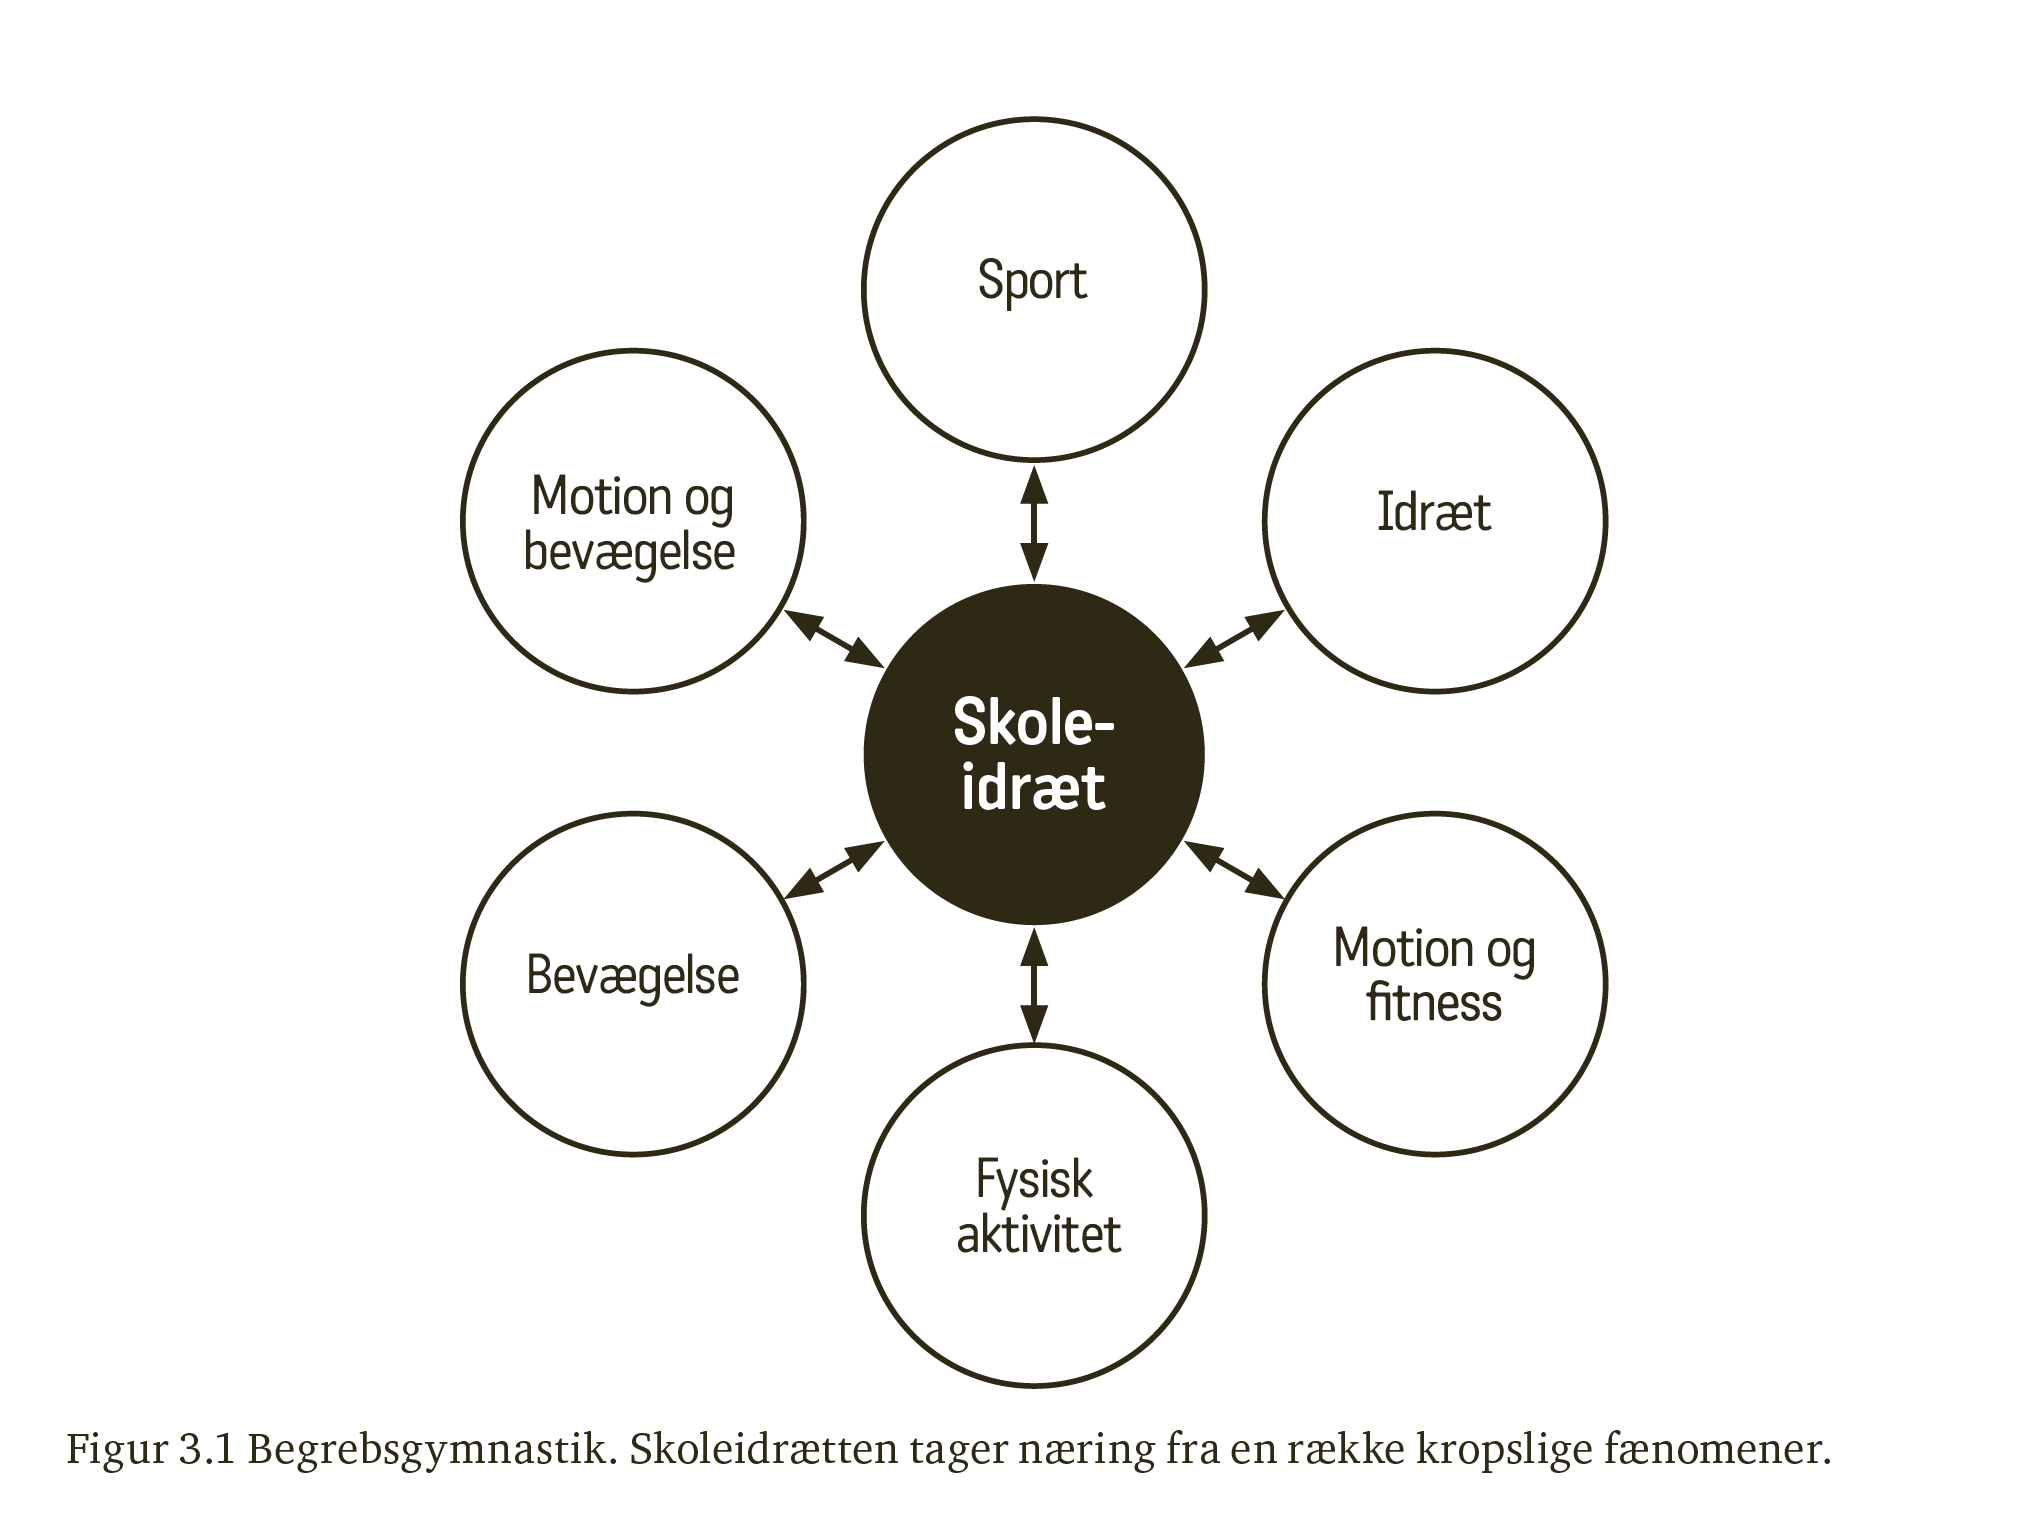 Sport
Motion og
bevægelse
Idræt
Skole-
idræt
Bevægelse
Motion og
fitness
Fysisk
aktivitet
Figur 3.1 Begrebsgymnastik. Skoleidrætten tager næring fra en række kropslige fænomener.